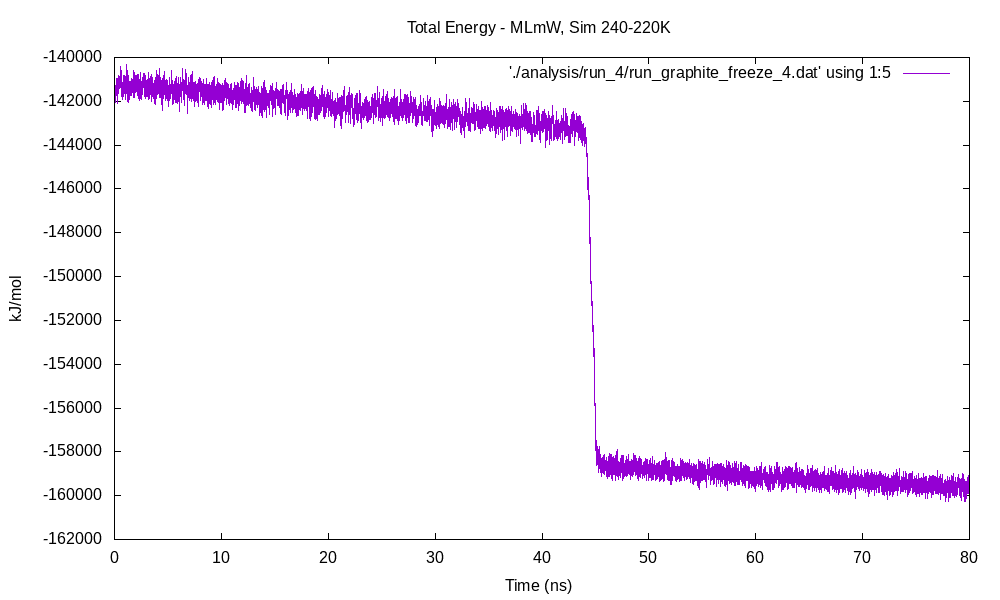 Total Energy - MLmW, Sim 240-220K
'./analysis/run_4/run_graphite_freeze_4.dat' using 1:5
-140000
-142000
-144000
-146000
-148000
-150000
-152000
-154000
-156000
-158000
-160000
-162000
kJ/mol
0 10 20 30 40 50 60 70 80
Time (ns)